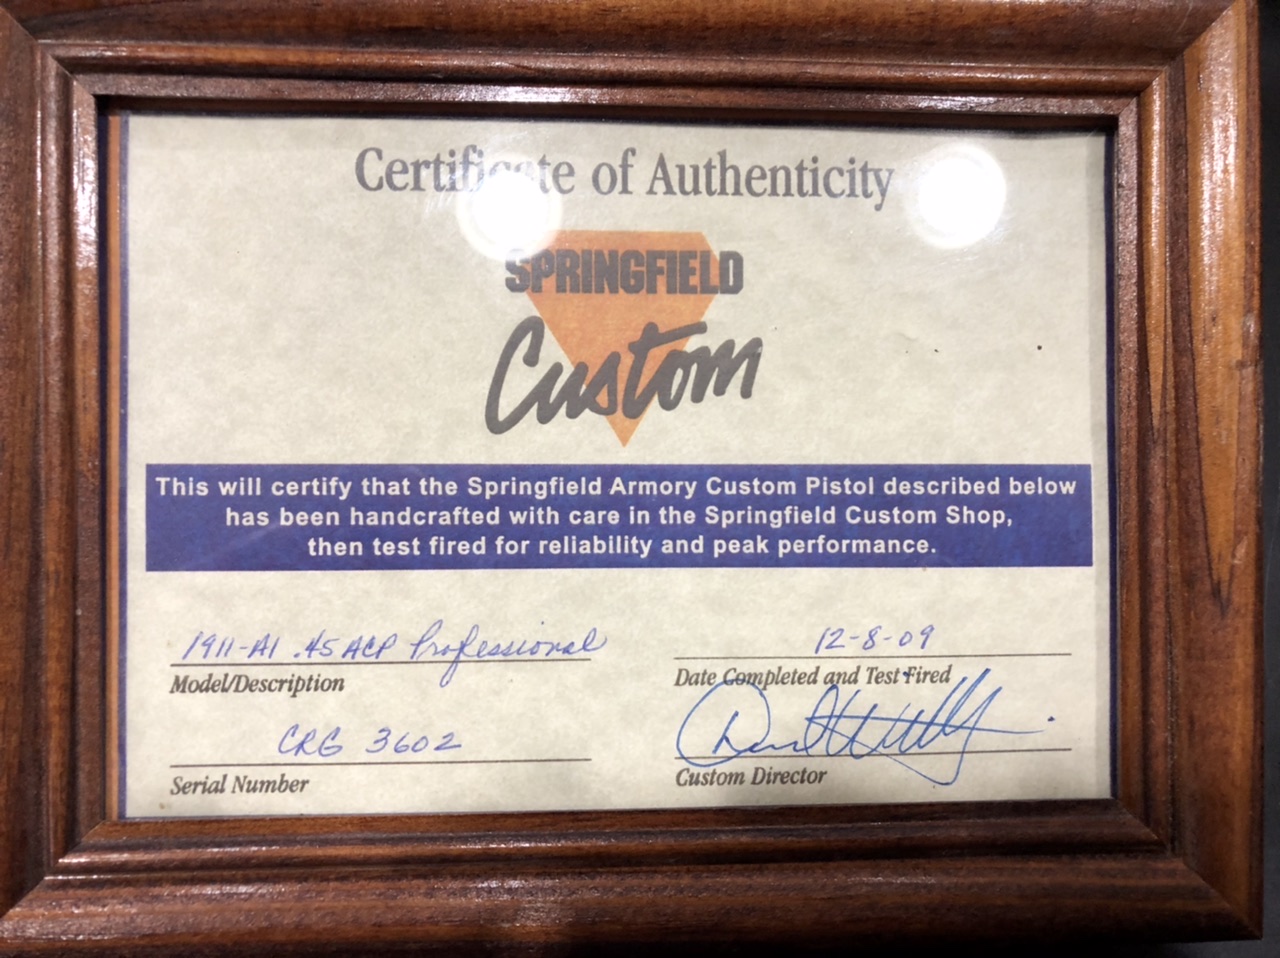 Certificate of Authenticity
SPRINGFIELD
Custom
This will certify that the Springfield Armory Custom Pistol described below
has been handcrafted with care in the Springfield Custom Shop,
then test fired for reliability and peak performance.
1911-A1 .45 ACP Professional
Model/Description
12-8-09
Date Completed and Test Fired
CRG 3602
Serial Number
Custom Director